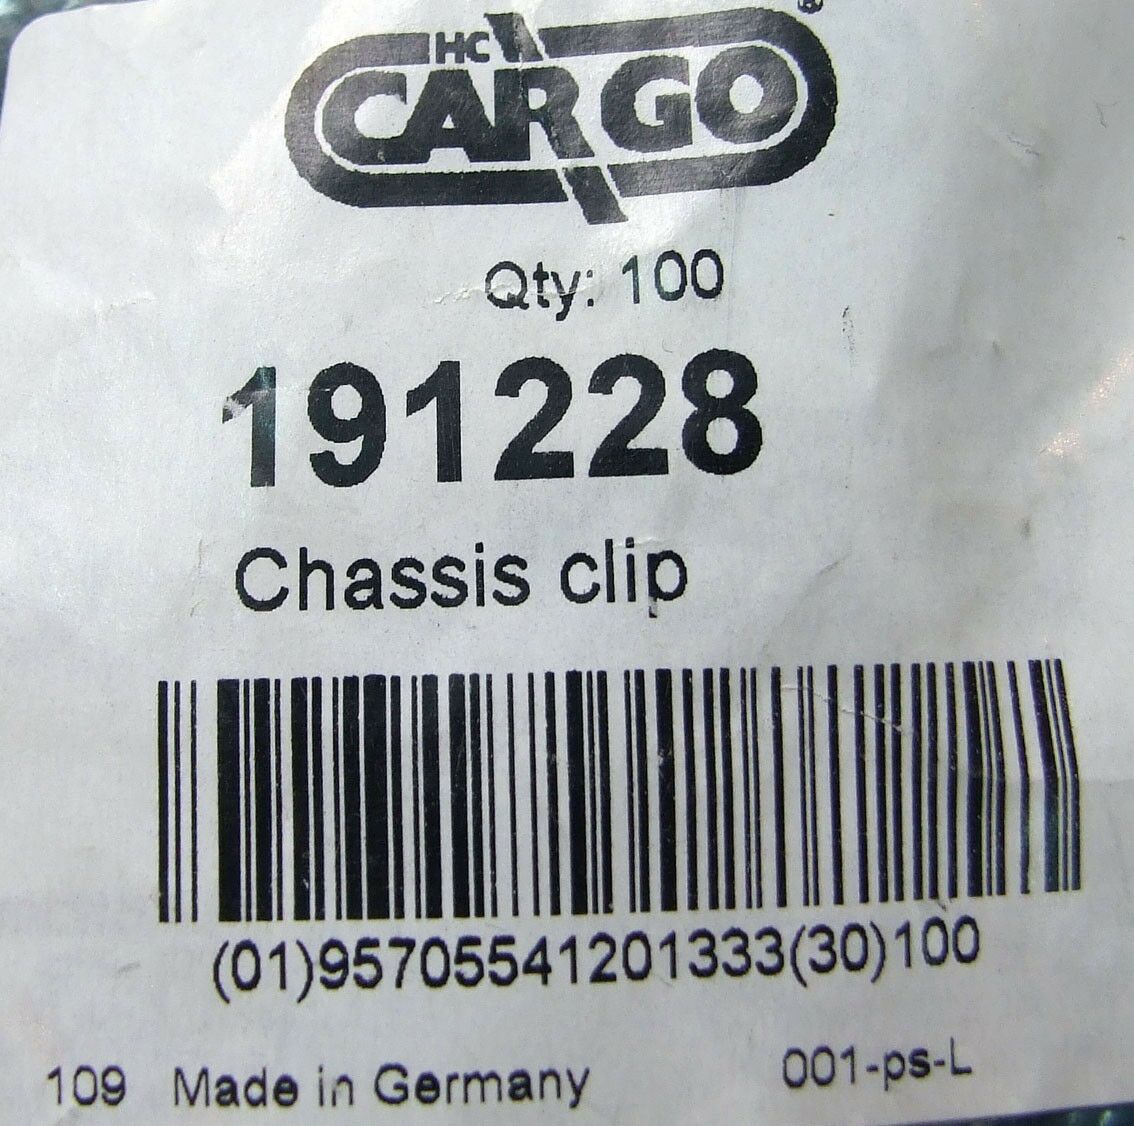 HC
CARGO®
Qty: 100
191228
Chassis clip
(01)95705541201333(30)100
109 Made in Germany
001-ps-L